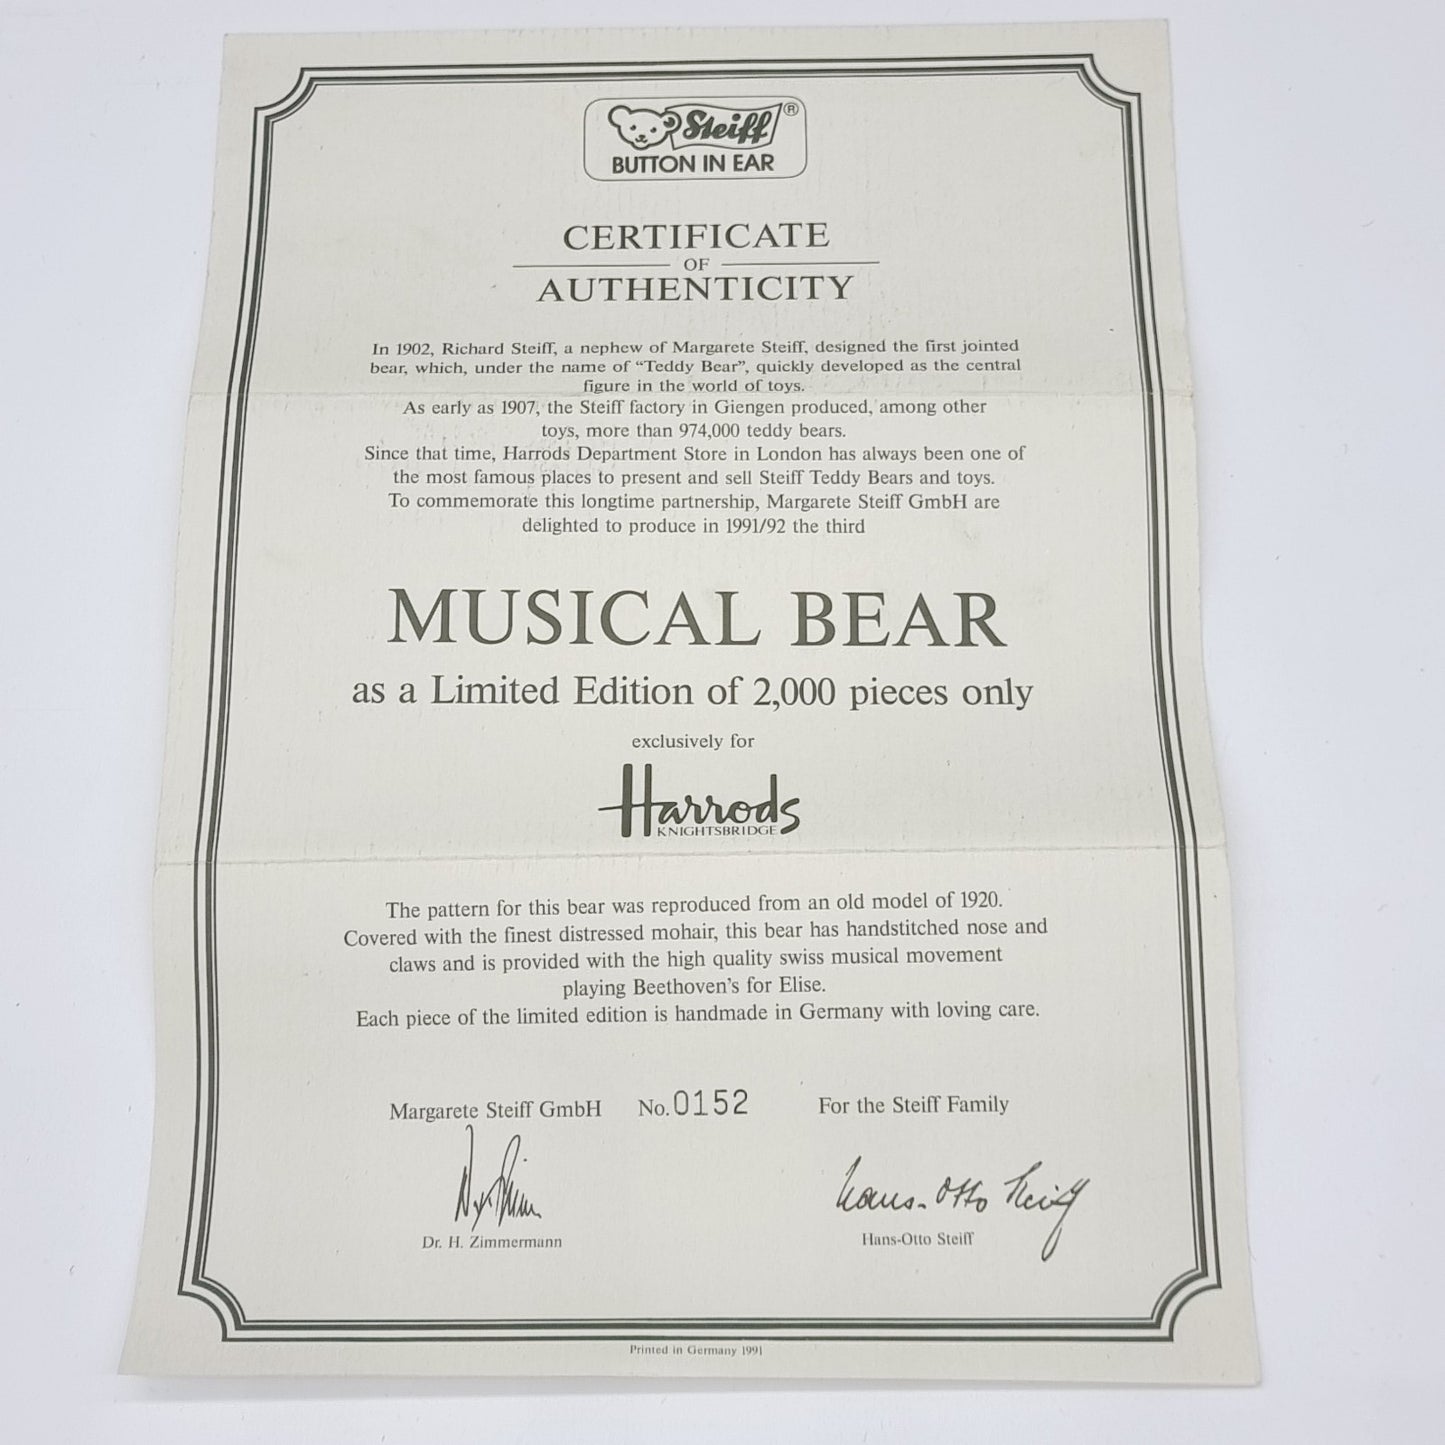 Steiff ®
BUTTON IN EAR
CERTIFICATE
OF
AUTHENTICITY
In 1902, Richard Steiff, a nephew of Margarete Steiff, designed the first jointed
bear, which, under the name of “Teddy Bear”, quickly developed as the central
figure in the world of toys.
As early as 1907, the Steiff factory in Giengen produced, among other
toys, more than 974,000 teddy bears.
Since that time, Harrods Department Store in London has always been one of
the most famous places to present and sell Steiff Teddy Bears and toys.
To commemorate this longtime partnership, Margarete Steiff GmbH are
delighted to produce in 1991/92 the third
MUSICAL BEAR
as a Limited Edition of 2,000 pieces only
exclusively for
Harrods
KNIGHTSBRIDGE
The pattern for this bear was reproduced from an old model of 1920.
Covered with the finest distressed mohair, this bear has handstitched nose and
claws and is provided with the high quality swiss musical movement
playing Beethoven’s for Elise.
Each piece of the limited edition is handmade in Germany with loving care.
Margarete Steiff GmbH No. 0152 For the Steiff Family
Hans-Otto Steiff
Dr. H. Zimmermann Hans-Otto Steiff
Printed in Germany 1991